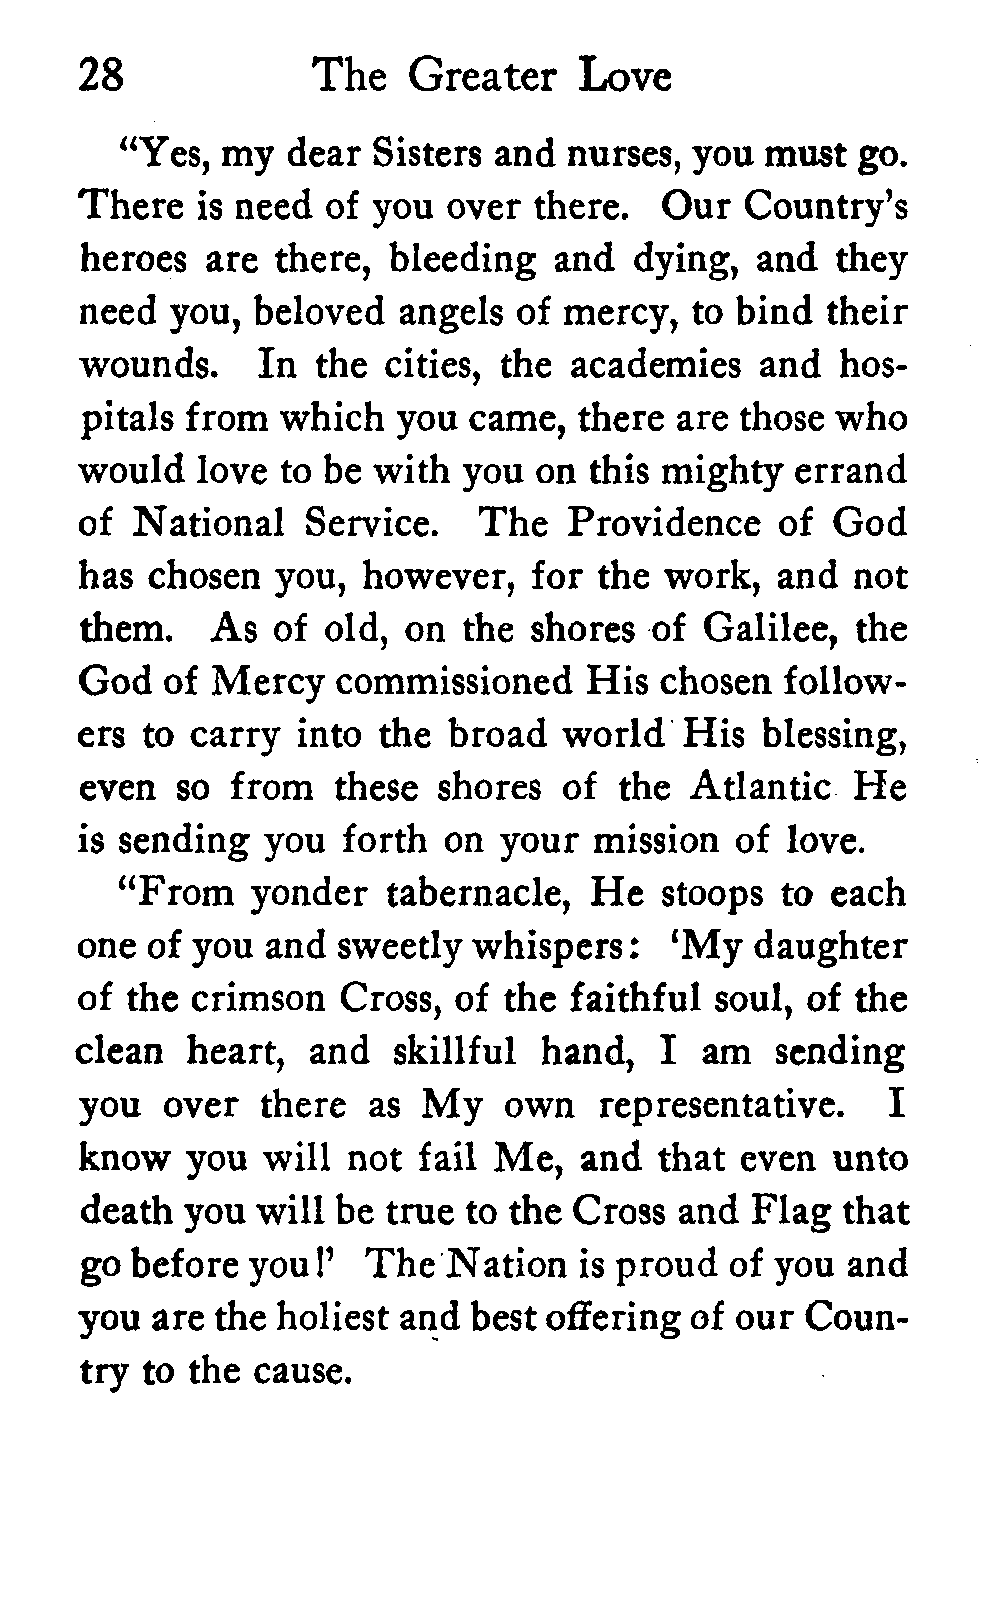 28 The Greater Love
“Yes, my dear Sisters and nurses, you must go.
There is need of you over there. Our Country’s
heroes are there, bleeding and dying, and they
need you, beloved angels of mercy, to bind their
wounds. In the cities, the academies and hos-
pitals from which you came, there are those who
would love to be with you on this mighty errand
of National Service. The Providence of God
has chosen you, however, for the work, and not
them. As of old, on the shores of Galilee, the
God of Mercy commissioned His chosen follow-
ers to carry into the broad world His blessing,
even so from these shores of the Atlantic He
is sending you forth on your mission of love.
“From yonder tabernacle, He stoops to each
one of you and sweetly whispers: ‘My daughter
of the crimson Cross, of the faithful soul, of the
clean heart, and skillful hand, I am sending
you over there as My own representative. I
know you will not fail Me, and that even unto
death you will be true to the Cross and Flag that
go before you!’ The Nation is proud of you and
you are the holiest and best offering of our Coun-
try to the cause.